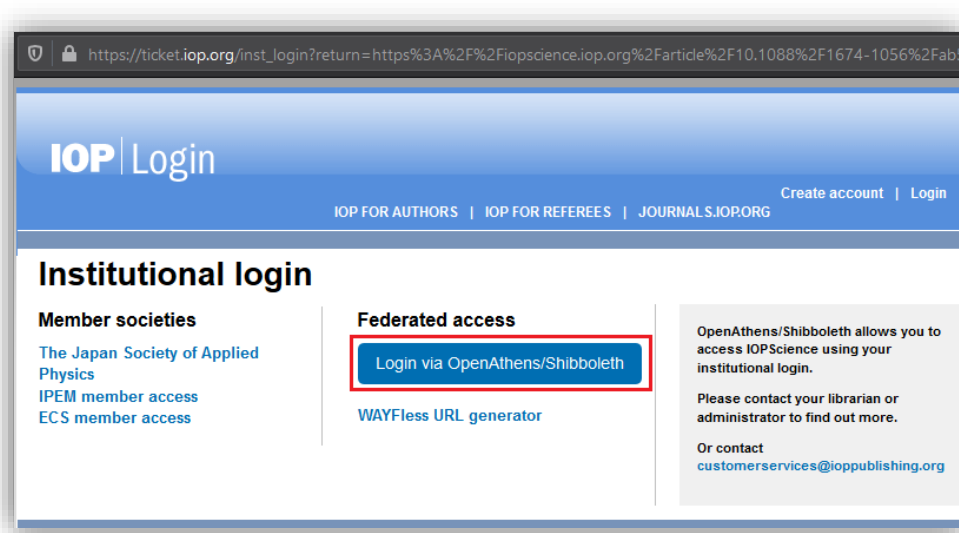 https://ticket.iop.org/inst_login?return=https%3A%2F%2Fiopscience.iop.org%2Farticle%2F10.1088%2F1674-1056%2Fab5
IOP Login
Create account | Login
IOP FOR AUTHORS | IOP FOR REFEREES | JOURNALS.IOP.ORG
Institutional login
Member societies
The Japan Society of Applied
Physics
IPEM member access
ECS member access
Federated access
Login via OpenAthens/Shibboleth
WAYFless URL generator
OpenAthens/Shibboleth allows you to
access IOPScience using your
institutional login.
Please contact your librarian or
administrator to find out more.
Or contact
customerservices@ioppublishing.org